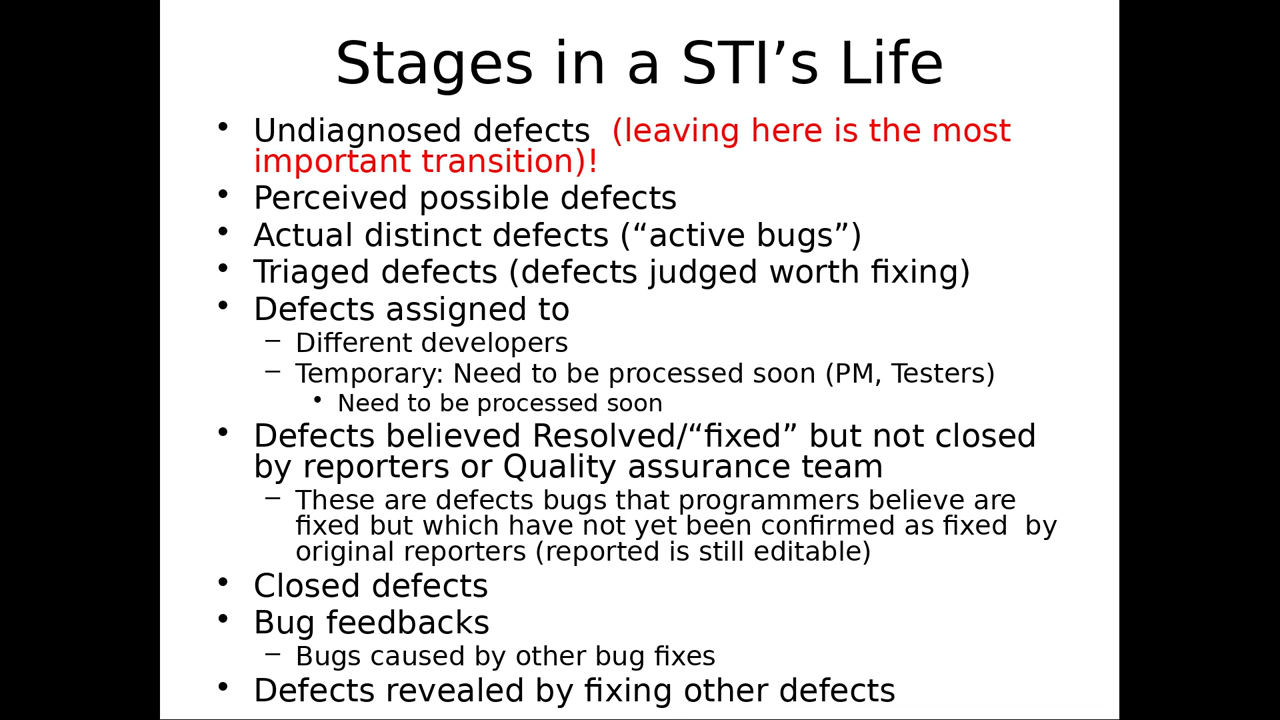 Stages in a STI’s Life
• Undiagnosed defects  (leaving here is the most
important transition)!
• Perceived possible defects
• Actual distinct defects (“active bugs”)
• Triaged defects (defects judged worth fixing)
• Defects assigned to
– Different developers
– Temporary: Need to be processed soon (PM, Testers)
• Need to be processed soon
• Defects believed Resolved/“fixed” but not closed
by reporters or Quality assurance team
– These are defects bugs that programmers believe are
fixed but which have not yet been confirmed as fixed  by
original reporters (reported is still editable)
• Closed defects
• Bug feedbacks
– Bugs caused by other bug fixes
• Defects revealed by fixing other defects